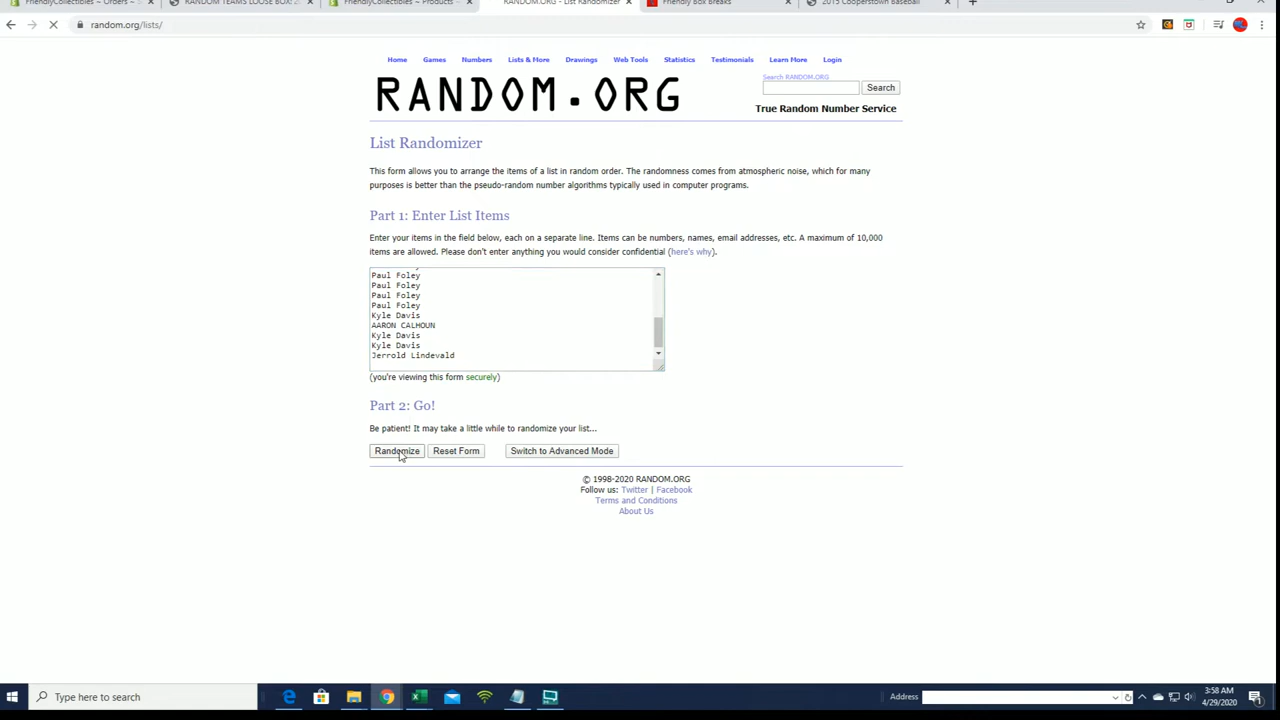 FriendlyCollectibles ~ Orders ~
RANDOM TEAMS LOOSE BOX:
FriendlyCollectibles ~ Products ~
RANDOM.ORG - List Randomizer
Friendly Box Breaks
2015 Cooperstown Baseball
random.org/lists/
Home Games Numbers Lists & More Drawings Web Tools Statistics Testimonials Learn More Login
RANDOM.ORG
Search RANDOM.ORG
Search
True Random Number Service
List Randomizer
This form allows you to arrange the items of a list in random order. The randomness comes from atmospheric noise, which for many
purposes is better than the pseudo-random number algorithms typically used in computer programs.
Part 1: Enter List Items
Enter your items in the field below, each on a separate line. Items can be numbers, names, email addresses, etc. A maximum of 10,000
items are allowed. Please don't enter anything you would consider confidential (here's why).
Paul Foley
Paul Foley
Paul Foley
Paul Foley
Kyle Davis
AARON CALHOUN
Kyle Davis
Kyle Davis
Jerrold Lindevald
(you're viewing this form securely)
Part 2: Go!
Be patient! It may take a little while to randomize your list...
Randomize Reset Form Switch to Advanced Mode
© 1998-2020 RANDOM.ORG
Follow us: Twitter | Facebook
Terms and Conditions
About Us
Type here to search
Address
3:58 AM
4/29/2020